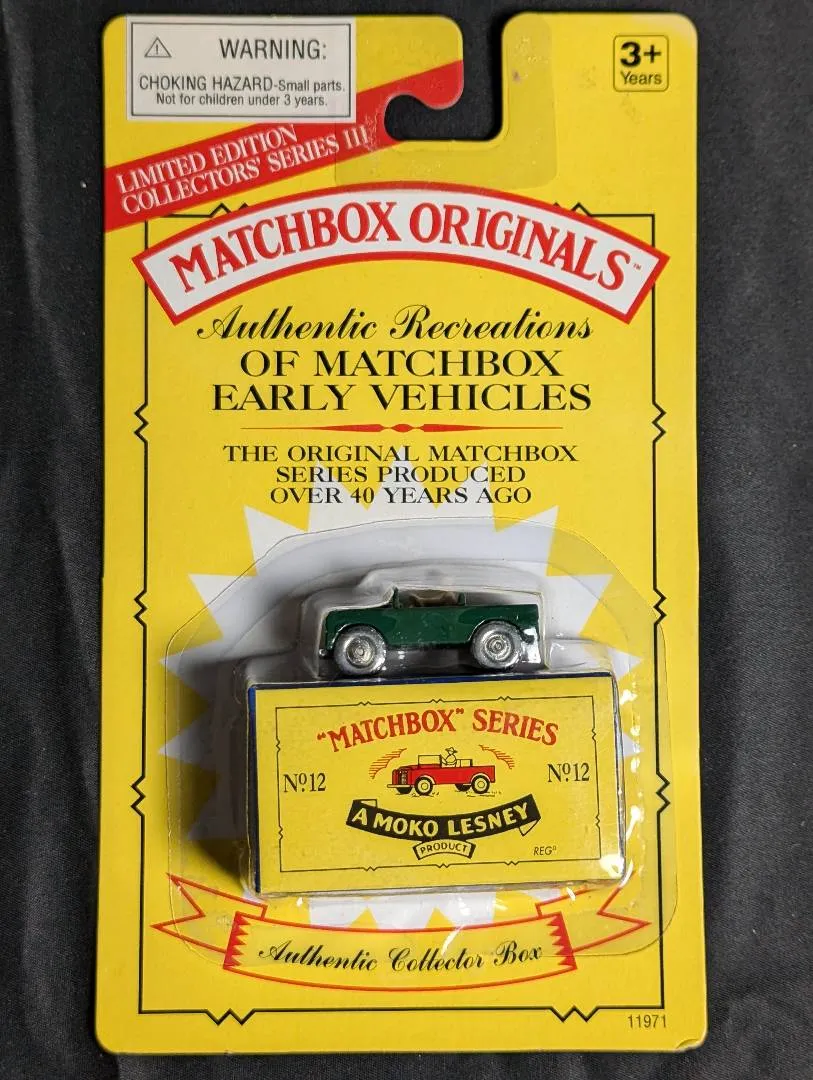 ⚠ WARNING:
CHOKING HAZARD-Small parts.
Not for children under 3 years.
3+
Years
LIMITED EDITION
COLLECTORS' SERIES III
MATCHBOX ORIGINALS™
Authentic Recreations
OF MATCHBOX
EARLY VEHICLES
THE ORIGINAL MATCHBOX
SERIES PRODUCED
OVER 40 YEARS AGO
"MATCHBOX" SERIES
Nº12
Nº12
A MOKO LESNEY
PRODUCT
REGD
Authentic Collector Box
11971